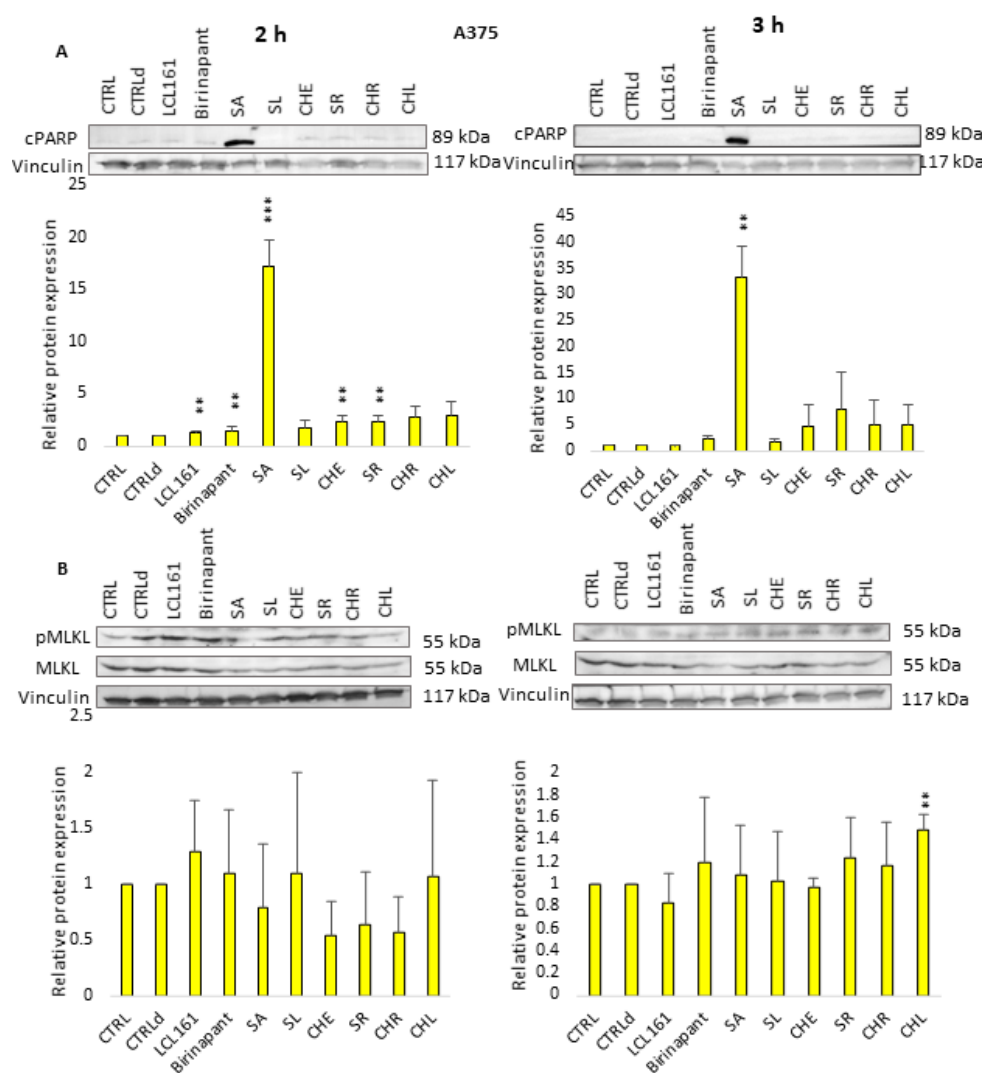 2 h
A375
3 h
A
CTRL
CTRLd
LCL161
Birinapant
SA
SL
CHE
SR
CHR
CHL
cPARP
89 kDa
Vinculin
117 kDa
CTRL
CTRLd
LCL161
Birinapant
SA
SL
CHE
SR
CHR
CHL
cPARP
89 kDa
Vinculin
117 kDa
Relative protein expression
25
20
15
10
5
0
**
**
***
**
**
CTRL
CTRLd
LCL161
Birinapant
SA
SL
CHE
SR
CHR
CHL
Relative protein expression
45
40
35
30
25
20
15
10
5
0
**
CTRL
CTRLd
LCL161
Birinapant
SA
SL
CHE
SR
CHR
CHL
B
CTRL
CTRLd
LCL161
Birinapant
SA
SL
CHE
SR
CHR
CHL
pMLKL
55 kDa
MLKL
55 kDa
Vinculin
117 kDa
CTRL
CTRLd
LCL161
Birinapant
SA
SL
CHE
SR
CHR
CHL
pMLKL
55 kDa
MLKL
55 kDa
Vinculin
117 kDa
Relative protein expression
2.5
2
1.5
1
0.5
0
CTRL
CTRLd
LCL161
Birinapant
SA
SL
CHE
SR
CHR
CHL
Relative protein expression
2
1.8
1.6
1.4
1.2
1
0.8
0.6
0.4
0.2
0
**
CTRL
CTRLd
LCL161
Birinapant
SA
SL
CHE
SR
CHR
CHL